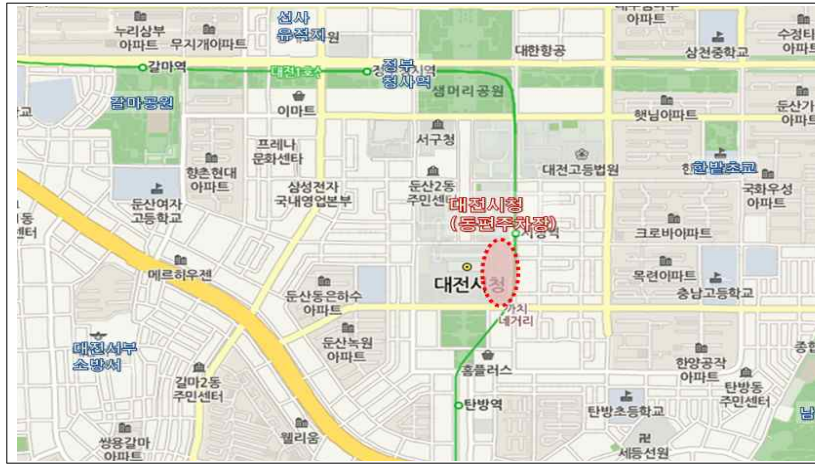 누리상부
아파트
무지개아파트
선사
유적지
원
대한항공
삼천중학교
수정타
아파트
갈마역
대전1호선
정부
청사역
샘머리공원
갈마공원
이마트
서구청
햇님아파트
둔산가
아파트
프레나
문화센타
대전고등법원
한밭초교
향촌현대
아파트
둔산2동
주민센
국화우성
아파트
삼성전자
국내영업본부
둔산여자
고등학교
대전시청
(동편주차장)
시청역
크로바아파트
메르히우젠
목련아파트
둔산동은하수
아파트
대전시청
충남고등학교
까치
네거리
대전서부
소방서
둔산녹원
아파트
홈플러스
한양공작
아파트
종합
길마2동
주민센터
탄방동
주민센터
탄방역
탄방초등학교
남
쌍용갈마
아파트
웰리움
세등선원